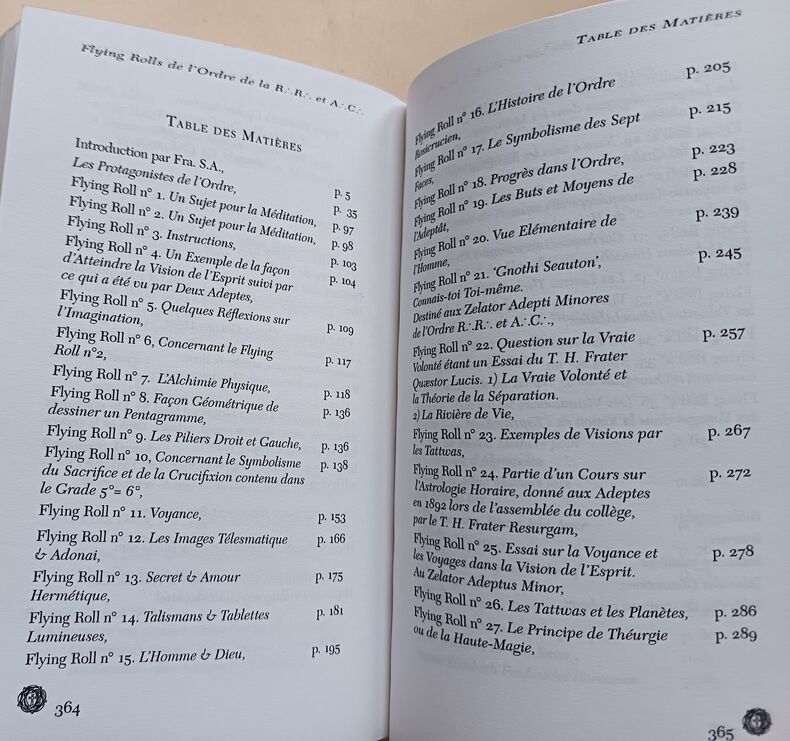 Flying Rolls de l'Ordre de la R∴R∴ et A∴C∴
Table des Matières
Introduction par Fra. S.A., p. 5
Les Protagonistes de l'Ordre, p. 35
Flying Roll n° 1. Un Sujet pour la Méditation, p. 97
Flying Roll n° 2. Un Sujet pour la Méditation, p. 98
Flying Roll n° 3. Instructions, p. 103
Flying Roll n° 4. Un Exemple de la façon
d'Atteindre la Vision de l'Esprit suivi par
ce qui a été vu par Deux Adeptes, p. 104
Flying Roll n° 5. Quelques Réflexions sur
l'Imagination, p. 109
Flying Roll n° 6, Concernant le Flying
Roll n°2, p. 117
Flying Roll n° 7. L'Alchimie Physique, p. 118
Flying Roll n° 8. Façon Géométrique de
dessiner un Pentagramme, p. 136
Flying Roll n° 9. Les Piliers Droit et Gauche, p. 136
Flying Roll n° 10, Concernant le Symbolisme p. 138
du Sacrifice et de la Crucifixion contenu dans
le Grade 5°= 6°,
Flying Roll n° 11. Voyance, p. 153
Flying Roll n° 12. Les Images Télesmatique p. 166
& Adonai,
Flying Roll n° 13. Secret & Amour p. 175
Hermétique,
Flying Roll n° 14. Talismans & Tablettes p. 181
Lumineuses,
Flying Roll n° 15. L'Homme & Dieu, p. 195
364
Table des Matières
Flying Roll n° 16. L'Histoire de l'Ordre p. 205
Rosicrucien,
Flying Roll n° 17. Le Symbolisme des Sept p. 215
Faces,
Flying Roll n° 18. Progrès dans l'Ordre, p. 223
Flying Roll n° 19. Les Buts et Moyens de p. 228
l'Adeptât,
Flying Roll n° 20. Vue Elémentaire de p. 239
l'Homme,
Flying Roll n° 21. 'Gnothi Seauton', p. 245
Connais-toi Toi-même.
Destiné aux Zelator Adepti Minores
de l'Ordre R∴R∴ et A∴C∴,
Flying Roll n° 22. Question sur la Vraie p. 257
Volonté étant un Essai du T. H. Frater
Quæstor Lucis. 1) La Vraie Volonté et
la Théorie de la Séparation.
2) La Rivière de Vie,
Flying Roll n° 23. Exemples de Visions par p. 267
les Tattwas,
Flying Roll n° 24. Partie d'un Cours sur p. 272
l'Astrologie Horaire, donné aux Adeptes
en 1892 lors de l'assemblée du collège,
par le T. H. Frater Resurgam,
Flying Roll n° 25. Essai sur la Voyance et p. 278
les Voyages dans la Vision de l'Esprit.
Au Zelator Adeptus Minor,
Flying Roll n° 26. Les Tattwas et les Planètes, p. 286
Flying Roll n° 27. Le Principe de Théurgie p. 289
ou de la Haute-Magie,
365